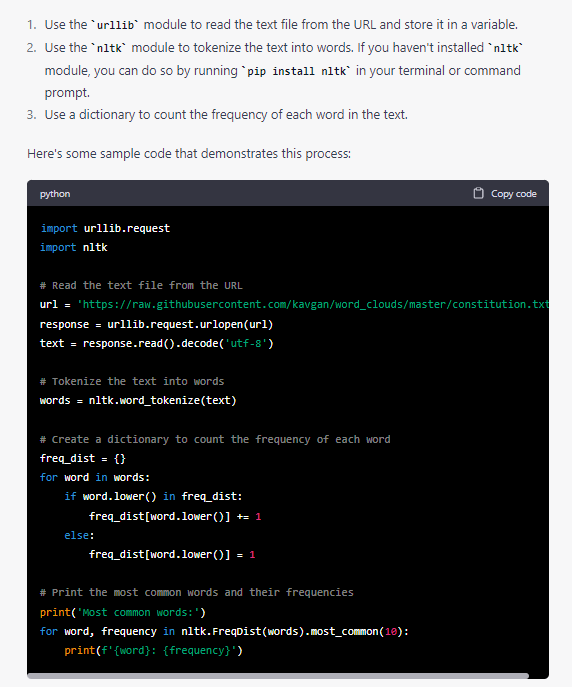 1. Use the `urllib` module to read the text file from the URL and store it in a variable.
2. Use the `nltk` module to tokenize the text into words. If you haven't installed `nltk`
module, you can do so by running `pip install nltk` in your terminal or command
prompt.
3. Use a dictionary to count the frequency of each word in the text.
Here's some sample code that demonstrates this process:
python Copy code
import urllib.request
import nltk
# Read the text file from the URL
url = 'https://raw.githubusercontent.com/kavgan/word_clouds/master/constitution.txt
response = urllib.request.urlopen(url)
text = response.read().decode('utf-8')
# Tokenize the text into words
words = nltk.word_tokenize(text)
# Create a dictionary to count the frequency of each word
freq_dist = {}
for word in words:
    if word.lower() in freq_dist:
        freq_dist[word.lower()] += 1
    else:
        freq_dist[word.lower()] = 1
# Print the most common words and their frequencies
print('Most common words:')
for word, frequency in nltk.FreqDist(words).most_common(10):
    print(f'{word}: {frequency}')